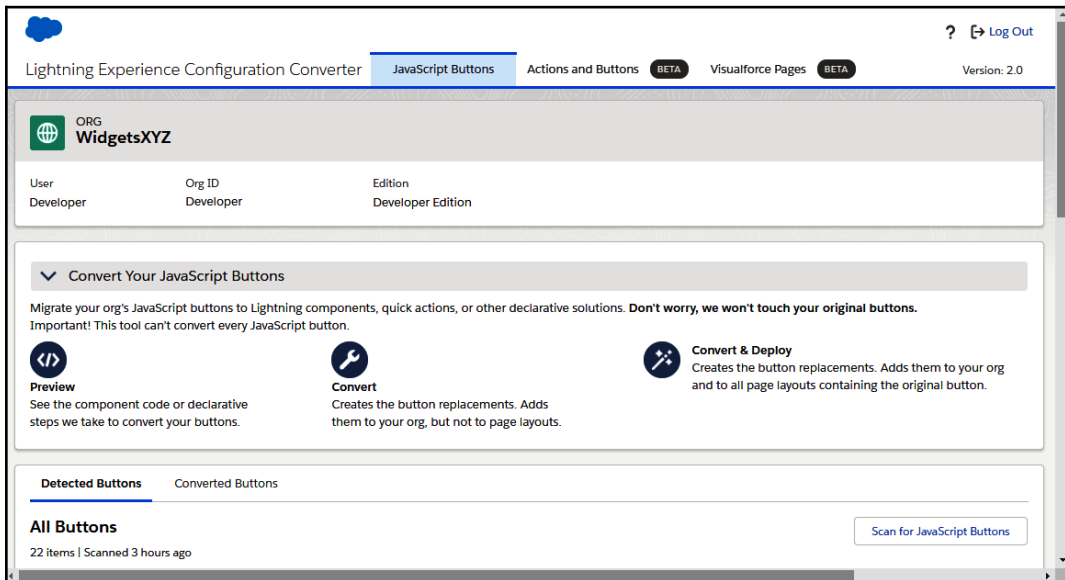 ? Log Out
Lightning Experience Configuration Converter JavaScript Buttons Actions and Buttons BETA Visualforce Pages BETA Version: 2.0
ORG
WidgetsXYZ
User Org ID Edition
Developer Developer Developer Edition
Convert Your JavaScript Buttons
Migrate your org's JavaScript buttons to Lightning components, quick actions, or other declarative solutions. Don't worry, we won't touch your original buttons.
Important! This tool can't convert every JavaScript button.
Preview
See the component code or declarative
steps we take to convert your buttons.
Convert
Creates the button replacements. Adds
them to your org, but not to page layouts.
Convert & Deploy
Creates the button replacements. Adds them to your org
and to all page layouts containing the original button.
Detected Buttons Converted Buttons
All Buttons
Scan for JavaScript Buttons
22 items | Scanned 3 hours ago